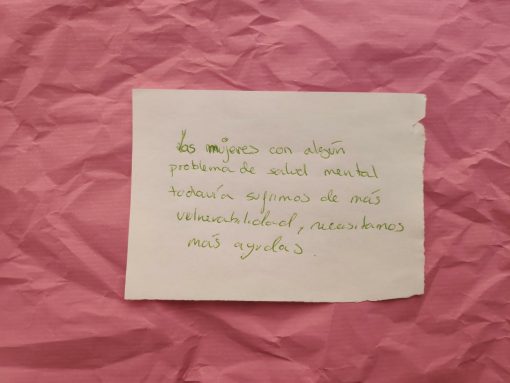 Las mujeres con algún
problema de salud mental
todavía sufrimos de más
vulnerabilidad, necesitamos
más ayudas.